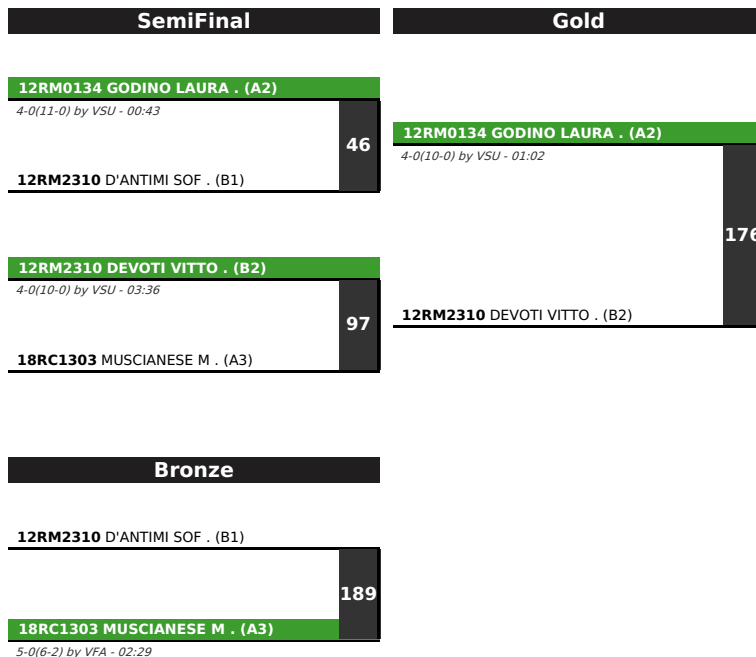 SemiFinal
Gold
12RM0134 GODINO LAURA . (A2)
4-0(11-0) by VSU - 00:43
46
12RM2310 D'ANTIMI SOF . (B1)
12RM0134 GODINO LAURA . (A2)
4-0(10-0) by VSU - 01:02
176
12RM2310 DEVOTI VITTO . (B2)
12RM2310 DEVOTI VITTO . (B2)
4-0(10-0) by VSU - 03:36
97
18RC1303 MUSCIANESE M . (A3)
Bronze
12RM2310 D'ANTIMI SOF . (B1)
189
18RC1303 MUSCIANESE M . (A3)
5-0(6-2) by VFA - 02:29